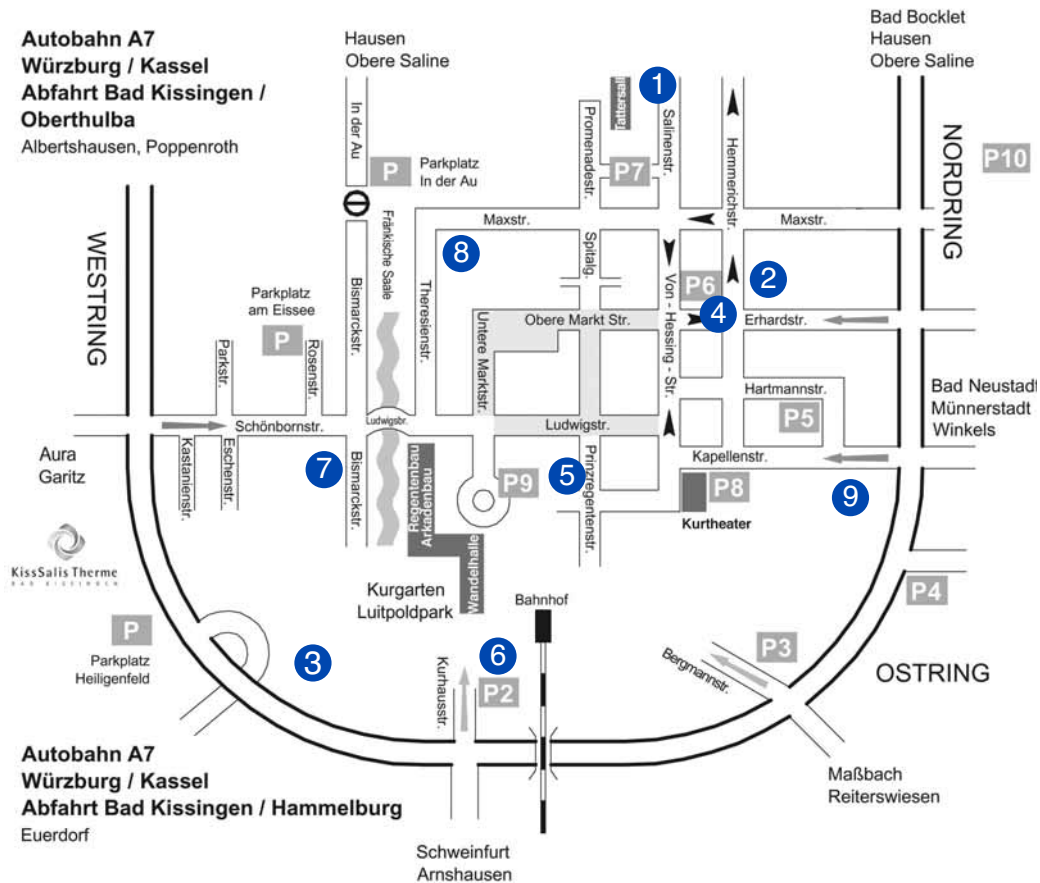 Autobahn A7
Würzburg / Kassel
Abfahrt Bad Kissingen /
Oberthulba
Albertshausen, Poppenroth
Hausen
Obere Saline
Bad Bocklet
Hausen
Obere Saline
In der Au
P
Parkplatz
In der Au
Tattersall
1
Salinenstr.
Promenadestr.
P7
Hemmerichstr.
NORDRING
P10
WESTRING
Fränkische Saale
Maxstr.
Maxstr.
8
Spitalg.
P6
2
Parkplatz
am Eissee
P
Bismarckstr.
Theresienstr.
Untere Marktstr.
Obere Markt Str.
Von - Hessing - Str.
4
Erhardstr.
Parkstr.
Rosenstr.
Hartmannstr.
P5
Bad Neustadt
Münnerstadt
Winkels
Schönbornstr.
Ludwigbr.
Ludwigstr.
Aura
Garitz
Kastanienstr.
Eschenstr.
7
Bismarckstr.
Regentenbau
Arkadenbau
P9
5
Prinzregentenstr.
Kapellenstr.
P8
9
Kurtheater
KissSalis Therme
BAD KISSINGEN
Wandelhalle
Kurgarten
Luitpoldpark
Bahnhof
P4
P
Parkplatz
Heiligenfeld
3
6
P2
Kurhausstr.
P3
Bergmannstr.
OSTRING
Autobahn A7
Würzburg / Kassel
Abfahrt Bad Kissingen / Hammelburg
Euerdorf
Maßbach
Reiterswiesen
Schweinfurt
Arnshausen